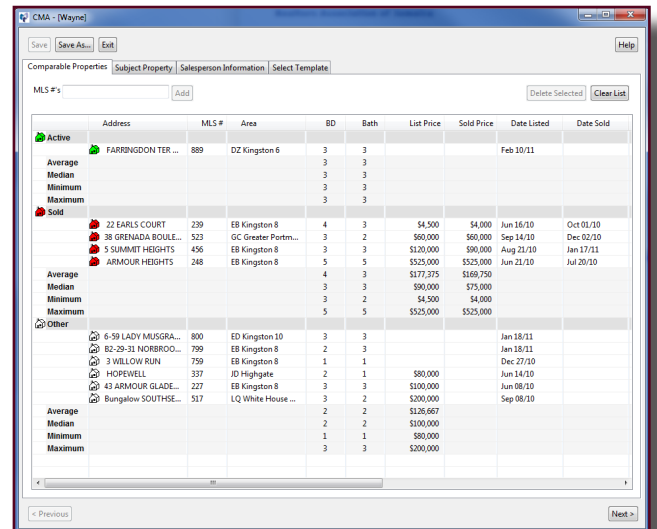 CMA - [Wayne]
Save Save As... Exit Help
Comparable Properties Subject Property Salesperson Information Select Template
MLS #'s Add Delete Selected Clear List
Address MLS # Area BD Bath List Price Sold Price Date Listed Date Sold
Active
FARRINGDON TER ... 889 DZ Kingston 6 3 3 Feb 10/11
Average 3 3
Median 3 3
Minimum 3 3
Maximum 3 3
Sold
22 EARLS COURT 239 EB Kingston 8 4 3 $4,500 $4,000 Jun 16/10 Oct 01/10
38 GRENADA BOULE... 523 GC Greater Portm... 3 2 $60,000 $60,000 Sep 14/10 Dec 02/10
5 SUMMIT HEIGHTS 456 EB Kingston 8 3 3 $120,000 $90,000 Aug 21/10 Jan 17/11
ARMOUR HEIGHTS 248 EB Kingston 8 5 5 $525,000 $525,000 Jun 21/10 Jul 20/10
Average 4 3 $177,375 $169,750
Median 3 3 $90,000 $75,000
Minimum 3 2 $4,500 $4,000
Maximum 5 5 $525,000 $525,000
Other
6-59 LADY MUSGRA... 800 ED Kingston 10 3 3 Jan 18/11
B2-29-31 NORBROO... 799 EB Kingston 8 2 3 Jan 18/11
3 WILLOW RUN 759 EB Kingston 8 1 1 Dec 27/10
HOPEWELL 337 JD Highgate 2 1 $80,000 Jun 14/10
43 ARMOUR GLADE... 227 EB Kingston 8 3 3 $100,000 Jun 08/10
Bungalow SOUTHSE... 517 LQ White House ... 3 2 $200,000 Sep 08/10
Average 2 2 $126,667
Median 2 2 $100,000
Minimum 1 1 $80,000
Maximum 3 3 $200,000
< Previous Next >